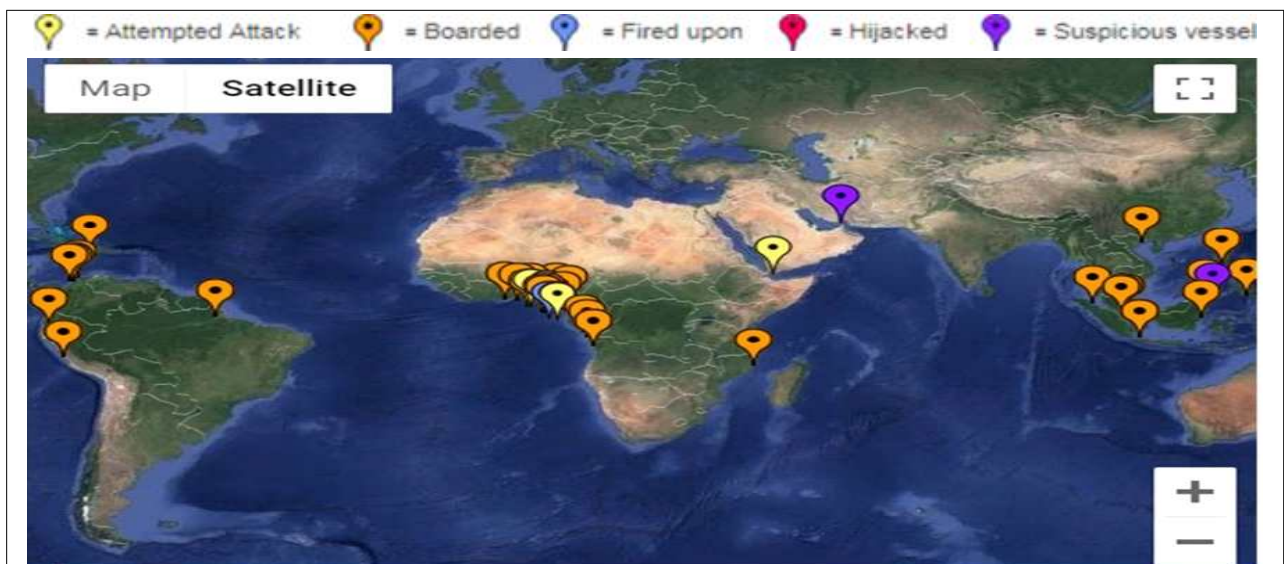 = Attempted Attack = Boarded = Fired upon = Hijacked = Suspicious vessel
Map Satellite
+
−